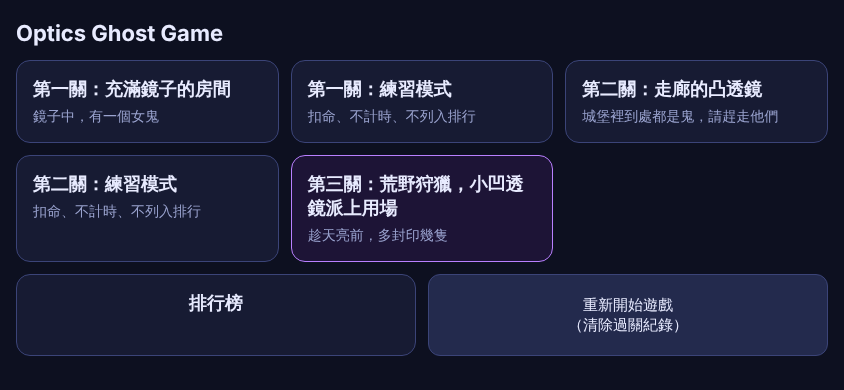 Optics Ghost Game
第一關：充滿鏡子的房間
鏡子中，有一個女鬼
第一關：練習模式
扣命、不計時、不列入排行
第二關：走廊的凸透鏡
城堡裡到處都是鬼，請趕走他們
第二關：練習模式
扣命、不計時、不列入排行
第三關：荒野狩獵，小凹透
鏡派上用場
趁天亮前，多封印幾隻
排行榜
重新開始遊戲
（清除過關紀錄）